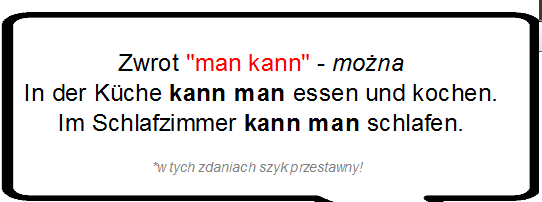 Zwrot "man kann" - można
In der Küche kann man essen und kochen.
Im Schlafzimmer kann man schlafen.
*w tych zdaniach szyk przestawny!